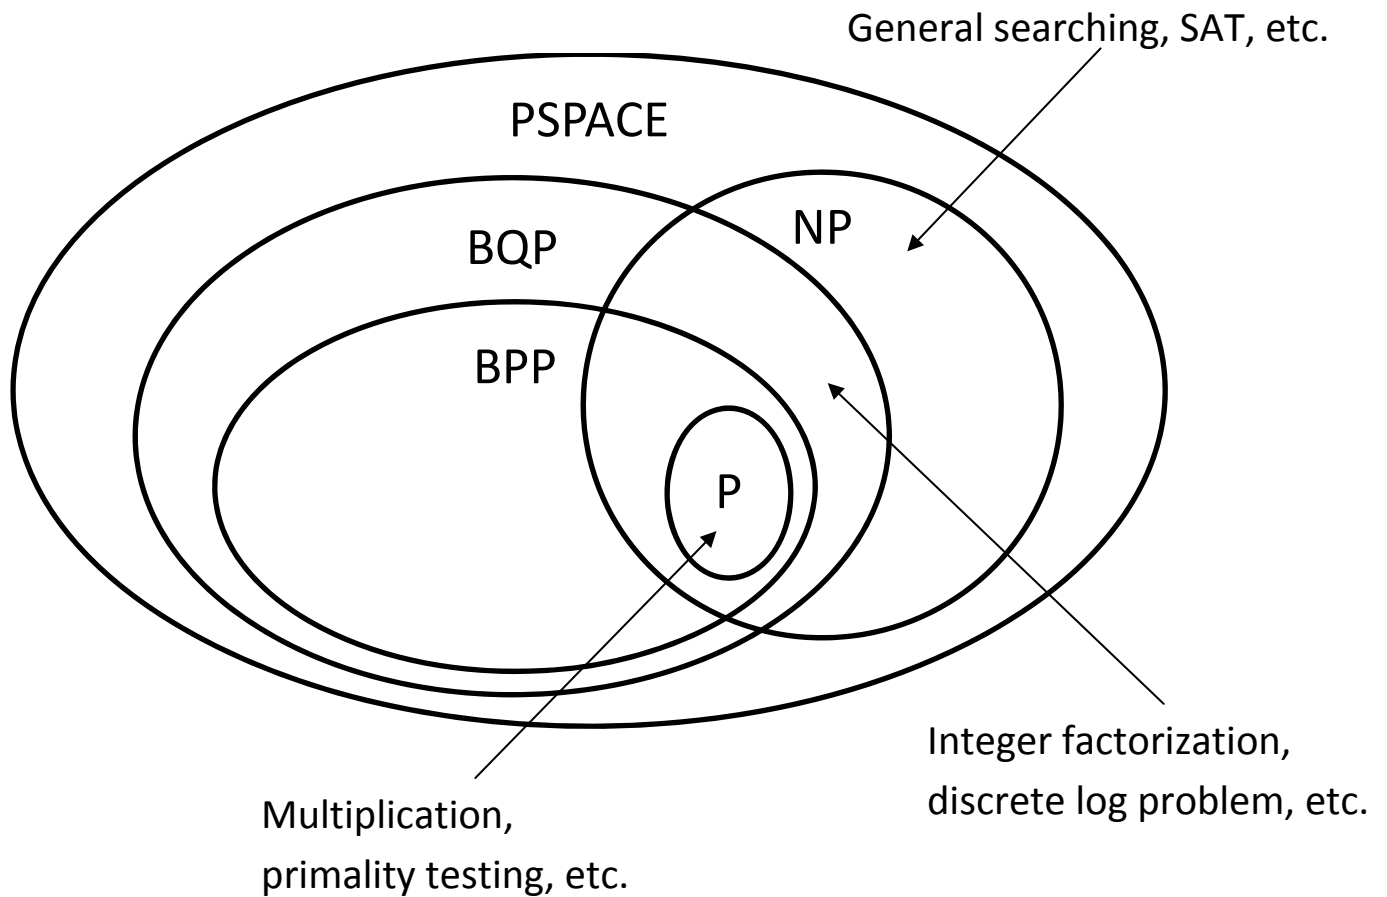 General searching, SAT, etc.
PSPACE
NP
BQP
BPP
P
Integer factorization,
discrete log problem, etc.
Multiplication,
primality testing, etc.